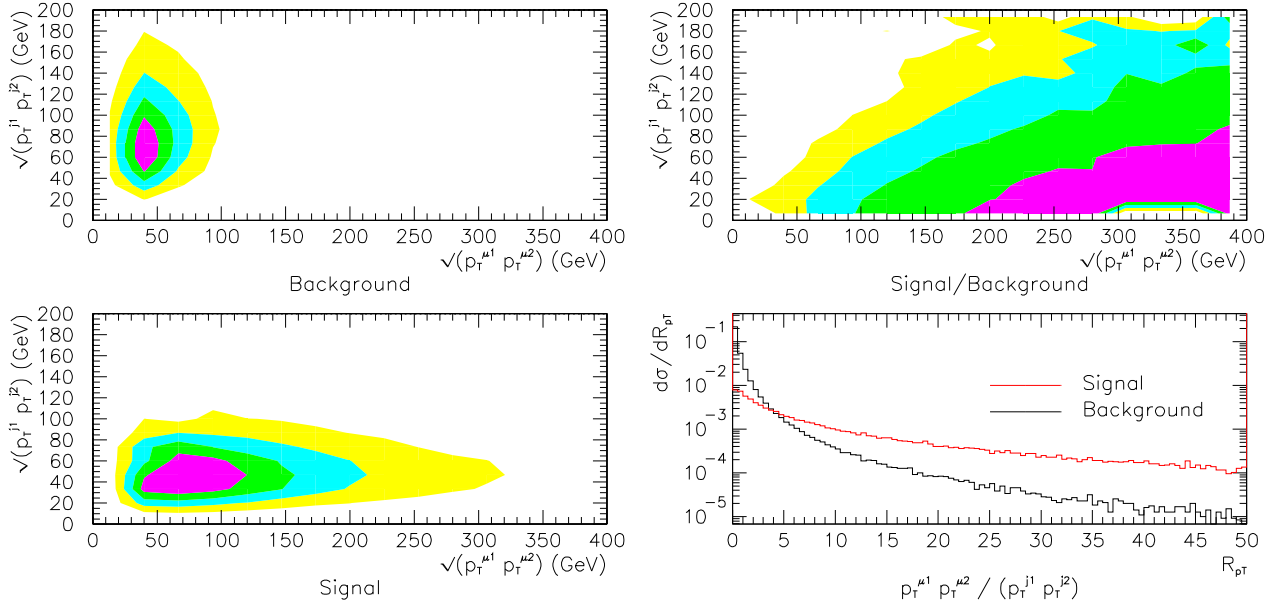 √(p_T^j1 p_T^j2) (GeV)
200
180
160
140
120
100
80
60
40
20
0
0 50 100 150 200 250 300 350 400
√(p_T^μ1 p_T^μ2) (GeV)
Background
√(p_T^j1 p_T^j2) (GeV)
200
180
160
140
120
100
80
60
40
20
0
0 50 100 150 200 250 300 350 400
√(p_T^μ1 p_T^μ2) (GeV)
Signal/Background
√(p_T^j1 p_T^j2) (GeV)
200
180
160
140
120
100
80
60
40
20
0
0 50 100 150 200 250 300 350 400
√(p_T^μ1 p_T^μ2) (GeV)
Signal
dσ/dR_pT
10^-1
10^-2
10^-3
10^-4
10^-5
Signal
Background
0 5 10 15 20 25 30 35 40 45 50
R_pT
p_T^μ1 p_T^μ2 / (p_T^j1 p_T^j2)